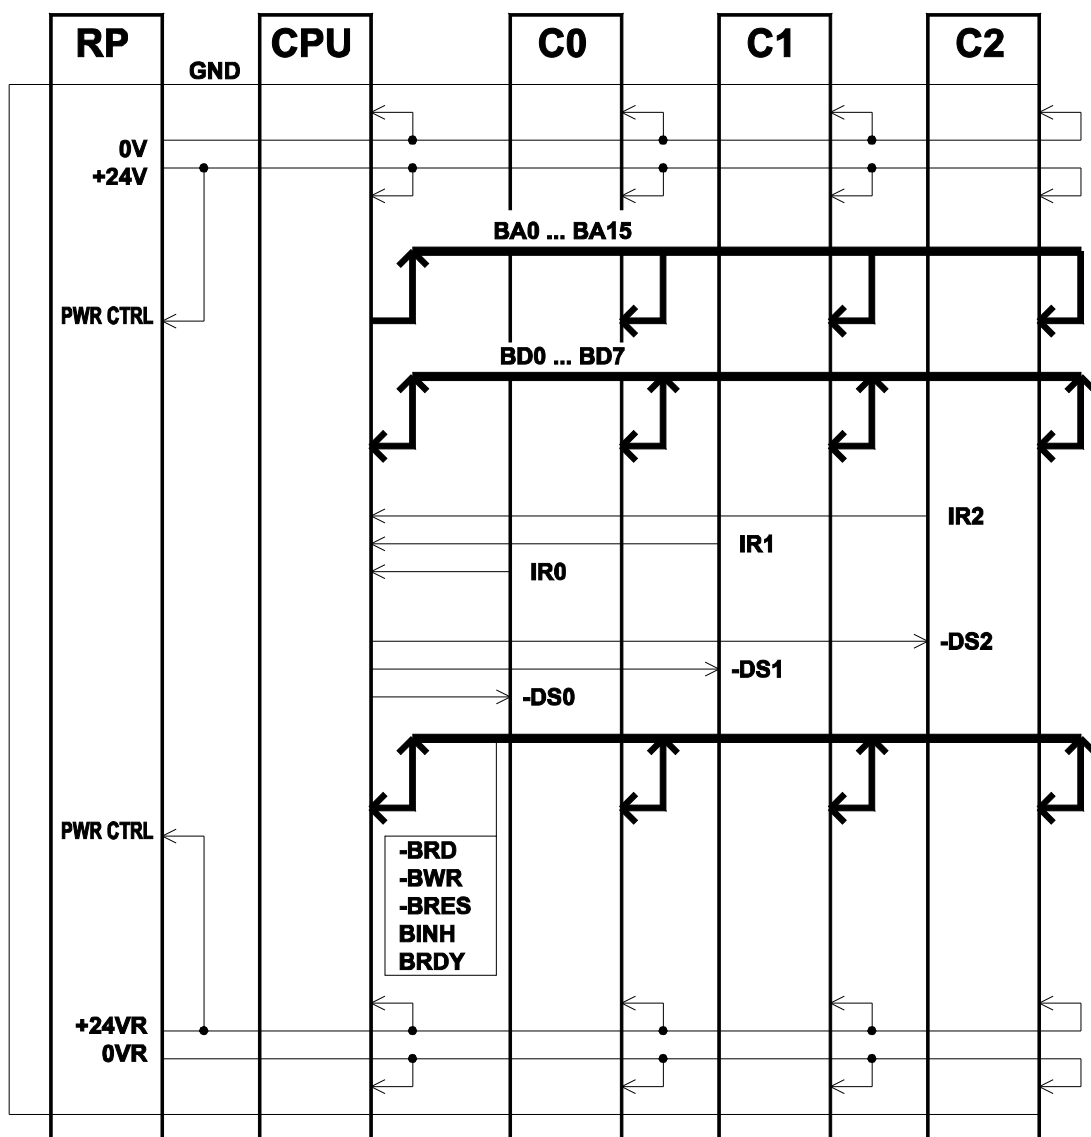 RP CPU C0 C1 C2
GND
0V
+24V
BA0 ... BA15
PWR CTRL
BD0 ... BD7
IR2
IR1
IR0
-DS2
-DS1
-DS0
PWR CTRL
-BRD
-BWR
-BRES
BINH
BRDY
+24VR
0VR